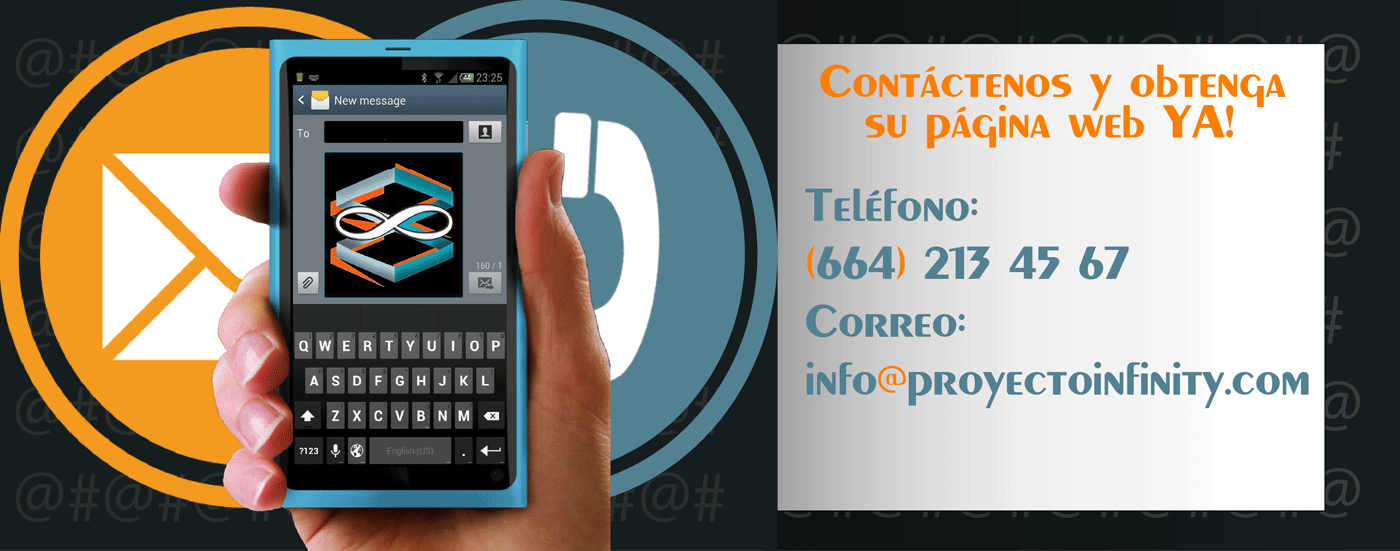 23:25
New message
To
160 / 1
Q W E R T Y U I O P
A S D F G H J K L
Z X C V B N M
?123 English (US) .
Contáctenos y obtenga
su página web YA!
Teléfono:
(664) 213 45 67
Correo:
info@proyectoinfinity.com
@#@#@#@#
@#@#@#@#